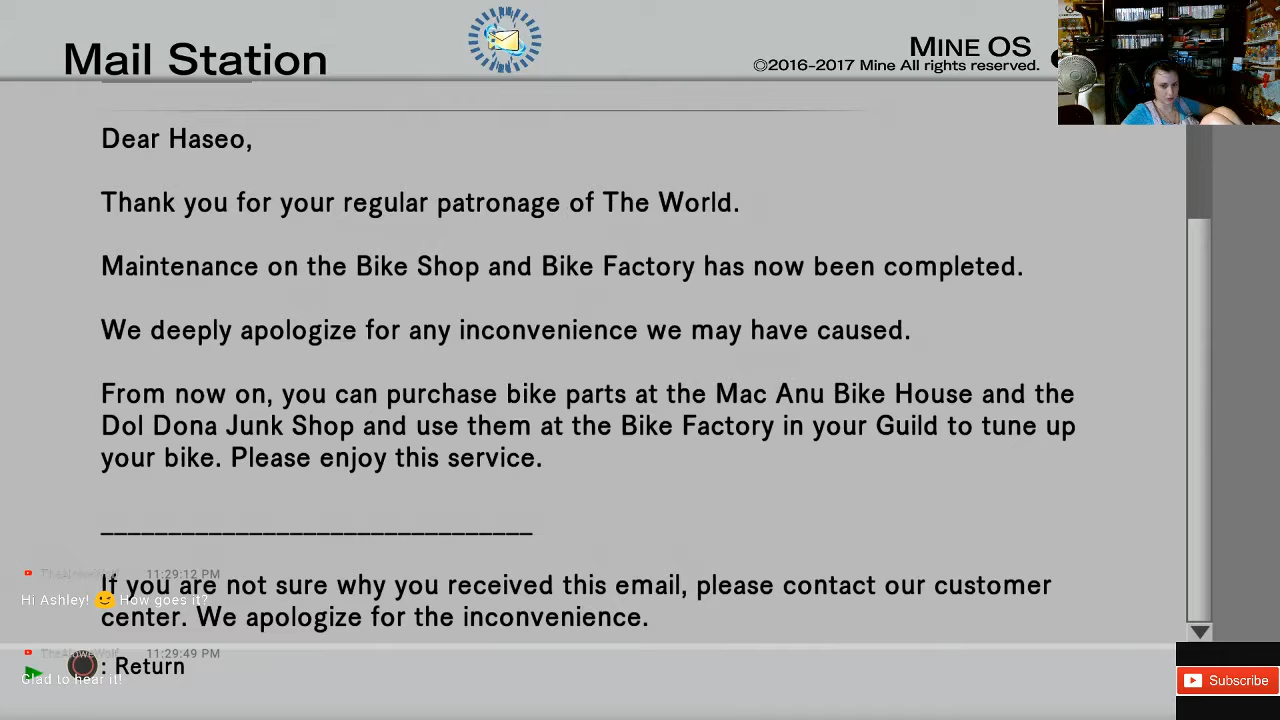 Mail Station
MINE OS
©2016-2017 Mine All rights reserved.
Dear Haseo,
Thank you for your regular patronage of The World.
Maintenance on the Bike Shop and Bike Factory has now been completed.
We deeply apologize for any inconvenience we may have caused.
From now on, you can purchase bike parts at the Mac Anu Bike House and the
Dol Dona Junk Shop and use them at the Bike Factory in your Guild to tune up
your bike. Please enjoy this service.
________________________________
11:29:12 PM
If you are not sure why you received this email, please contact our customer
Hi Ashley! 😉 How goes it?
center. We apologize for the inconvenience.
TheAloweWolf 11:29:49 PM
: Return
Glad to hear it!
Subscribe